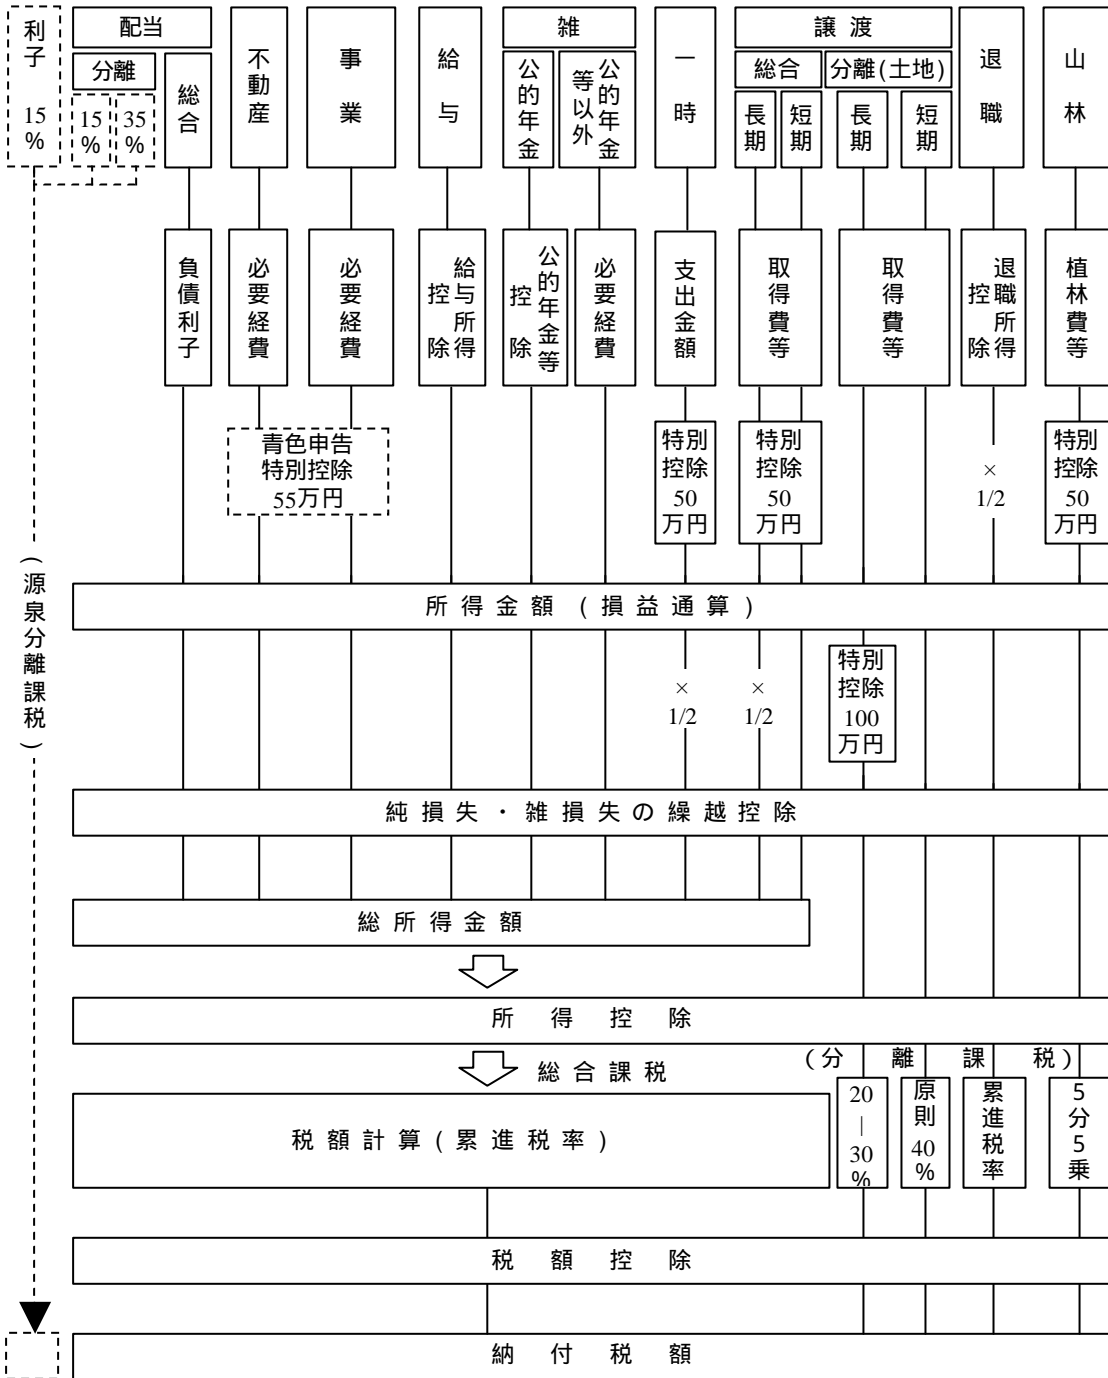 利子 15%
配当
分離
15%
35%
総合
不動産
事業
給与
雑
公的年金
公的年金等以外
一時
譲渡
総合
分離(土地)
長期
短期
長期
短期
退職
山林
負債利子
必要経費
必要経費
給与所得控除
公的年金等控除
必要経費
支出金額
取得費等
取得費等
退職所得控除
植林費等
青色申告
特別控除
55万円
特別
控除
50
万円
特別
控除
50
万円
×
1/2
特別
控除
50
万円
(源泉分離課税)
所得金額(損益通算)
×
1/2
×
1/2
特別
控除
100
万円
純損失・雑損失の繰越控除
総所得金額
所得控除
総合課税
(分離課税)
税額計算(累進税率)
20|30%
原則40%
累進税率
5分5乗
税額控除
納付税額